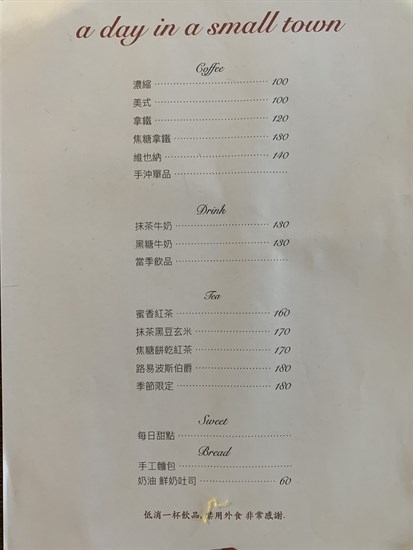 a day in a small town
Coffee
濃縮 100
美式 100
拿鐵 120
焦糖拿鐵 130
維也納 140
手沖單品
Drink
抹茶牛奶 130
黑糖牛奶 130
當季飲品
Tea
蜜香紅茶 160
抹茶黑豆玄米 170
焦糖餅乾紅茶 170
路易波斯伯爵 180
季節限定 180
Sweet
每日甜點
Bread
手工麵包
奶油 鮮奶吐司 60
低消一杯飲品, 禁用外食 非常感謝.